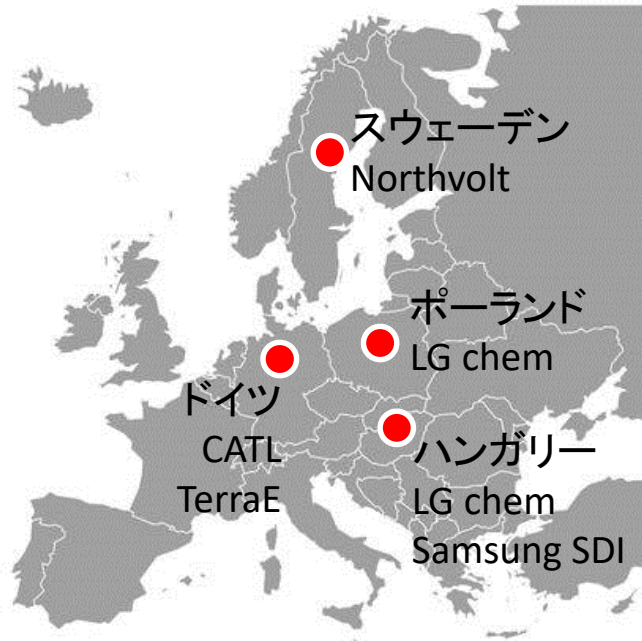 スウェーデン
Northvolt
ポーランド
LG chem
ドイツ
CATL
TerraE
ハンガリー
LG chem
Samsung SDI